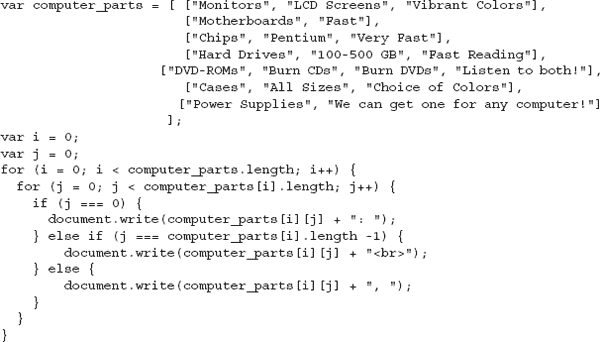 var computer_parts = [ ["Monitors", "LCD Screens", "Vibrant Colors"],
["Motherboards", "Fast"],
["Chips", "Pentium", "Very Fast"],
["Hard Drives", "100-500 GB", "Fast Reading"],
["DVD-ROMs", "Burn CDs", "Burn DVDs", "Listen to both!"],
["Cases", "All Sizes", "Choice of Colors"],
["Power Supplies", "We can get one for any computer!"]
];
var i = 0;
var j = 0;
for (i = 0; i < computer_parts.length; i++) {
for (j = 0; j < computer_parts[i].length; j++) {
if (j === 0) {
document.write(computer_parts[i][j] + ": ");
} else if (j === computer_parts[i].length -1) {
document.write(computer_parts[i][j] + "<br>");
} else {
document.write(computer_parts[i][j] + ", ");
}
}
}